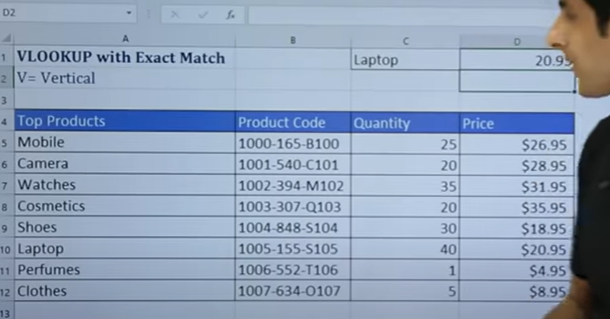 D2
fx
A B C D
1 VLOOKUP with Exact Match Laptop 20.95
2 V= Vertical
3
4 Top Products Product Code Quantity Price
5 Mobile 1000-165-B100 25 $26.95
6 Camera 1001-540-C101 20 $28.95
7 Watches 1002-394-M102 35 $31.95
8 Cosmetics 1003-307-Q103 20 $35.95
9 Shoes 1004-848-S104 30 $18.95
10 Laptop 1005-155-S105 40 $20.95
11 Perfumes 1006-552-T106 1 $4.95
12 Clothes 1007-634-O107 5 $8.95
13